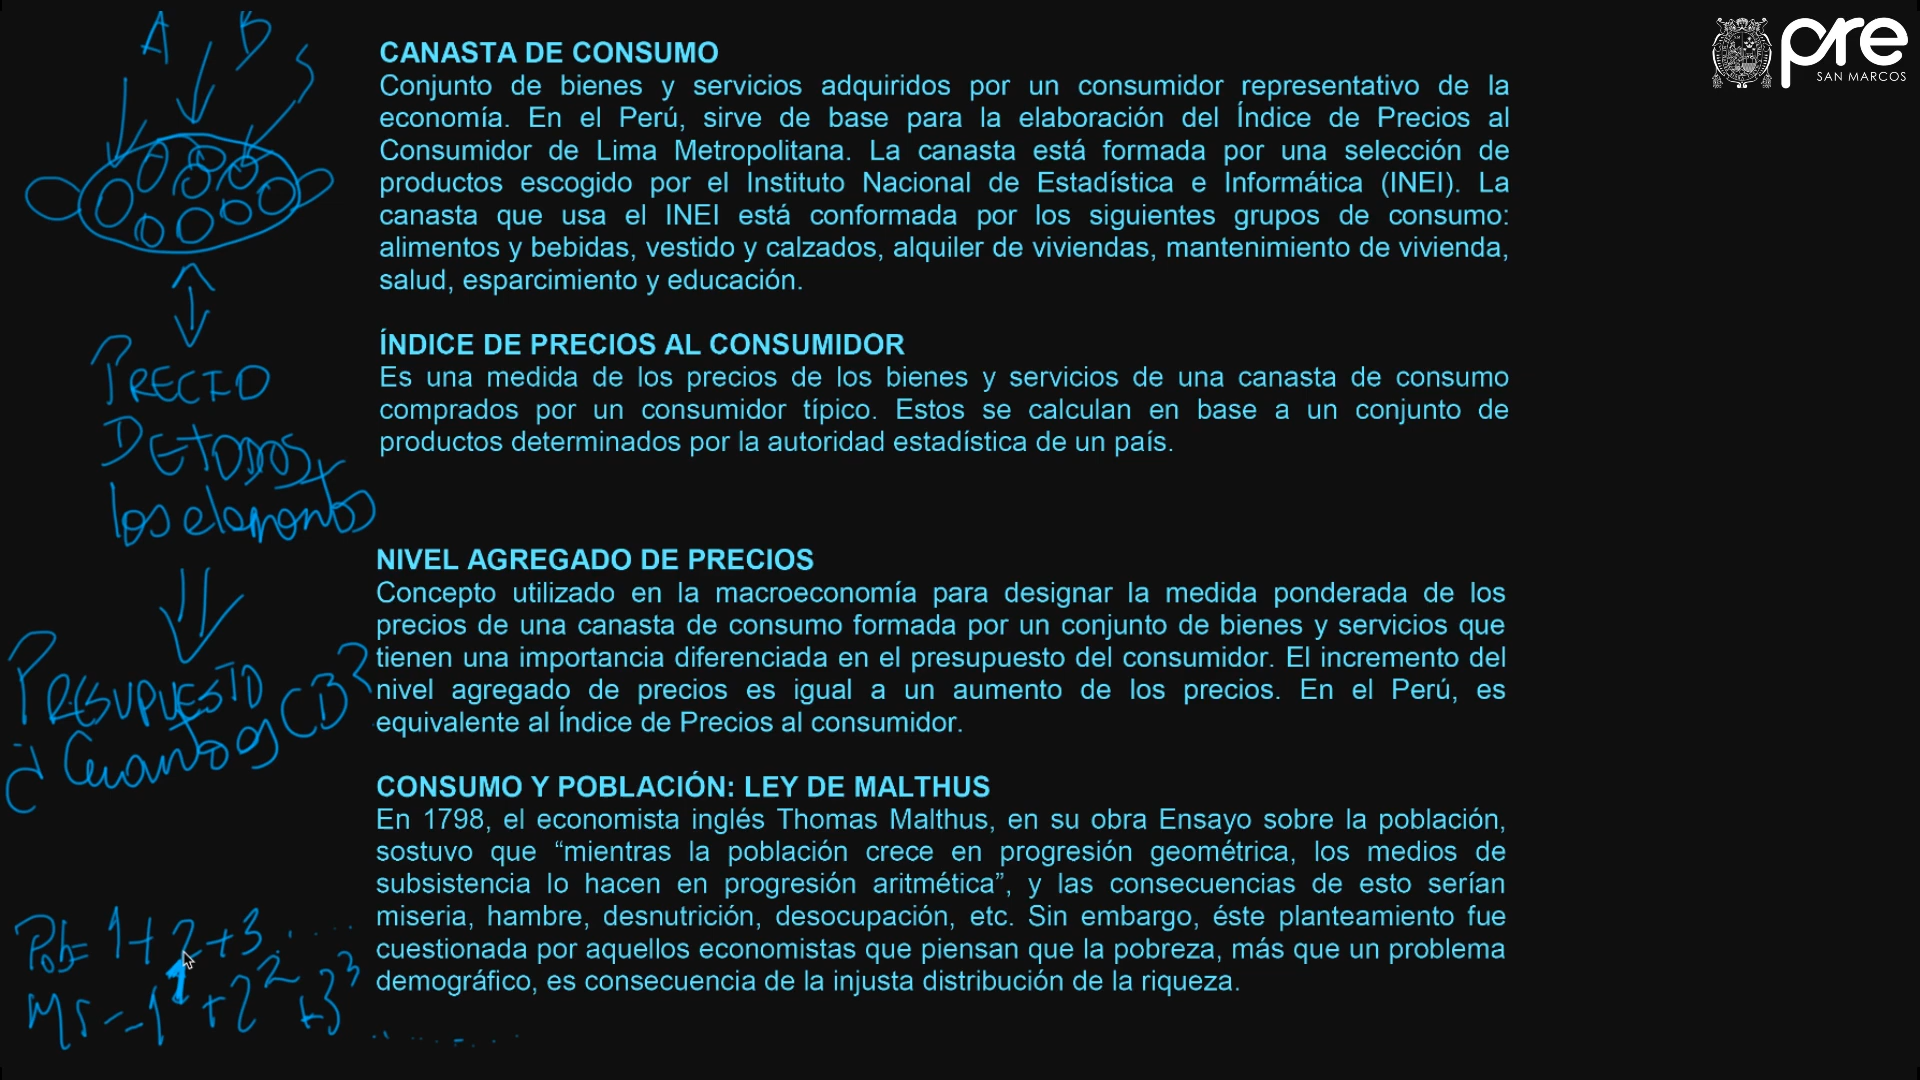 A B S
PRECIO
DE TODOS
los elementos
PRESUPUESTO
¿Cuanto es CB?
Pob= 1+2+3.....
MS = 1¹ +2² +3³ .......
pre
SAN MARCOS
CANASTA DE CONSUMO
Conjunto de bienes y servicios adquiridos por un consumidor representativo de la
economía. En el Perú, sirve de base para la elaboración del Índice de Precios al
Consumidor de Lima Metropolitana. La canasta está formada por una selección de
productos escogido por el Instituto Nacional de Estadística e Informática (INEI). La
canasta que usa el INEI está conformada por los siguientes grupos de consumo:
alimentos y bebidas, vestido y calzados, alquiler de viviendas, mantenimiento de vivienda,
salud, esparcimiento y educación.
ÍNDICE DE PRECIOS AL CONSUMIDOR
Es una medida de los precios de los bienes y servicios de una canasta de consumo
comprados por un consumidor típico. Estos se calculan en base a un conjunto de
productos determinados por la autoridad estadística de un país.
NIVEL AGREGADO DE PRECIOS
Concepto utilizado en la macroeconomía para designar la medida ponderada de los
precios de una canasta de consumo formada por un conjunto de bienes y servicios que
tienen una importancia diferenciada en el presupuesto del consumidor. El incremento del
nivel agregado de precios es igual a un aumento de los precios. En el Perú, es
equivalente al Índice de Precios al consumidor.
CONSUMO Y POBLACIÓN: LEY DE MALTHUS
En 1798, el economista inglés Thomas Malthus, en su obra Ensayo sobre la población,
sostuvo que “mientras la población crece en progresión geométrica, los medios de
subsistencia lo hacen en progresión aritmética”, y las consecuencias de esto serían
miseria, hambre, desnutrición, desocupación, etc. Sin embargo, éste planteamiento fue
cuestionada por aquellos economistas que piensan que la pobreza, más que un problema
demográfico, es consecuencia de la injusta distribución de la riqueza.